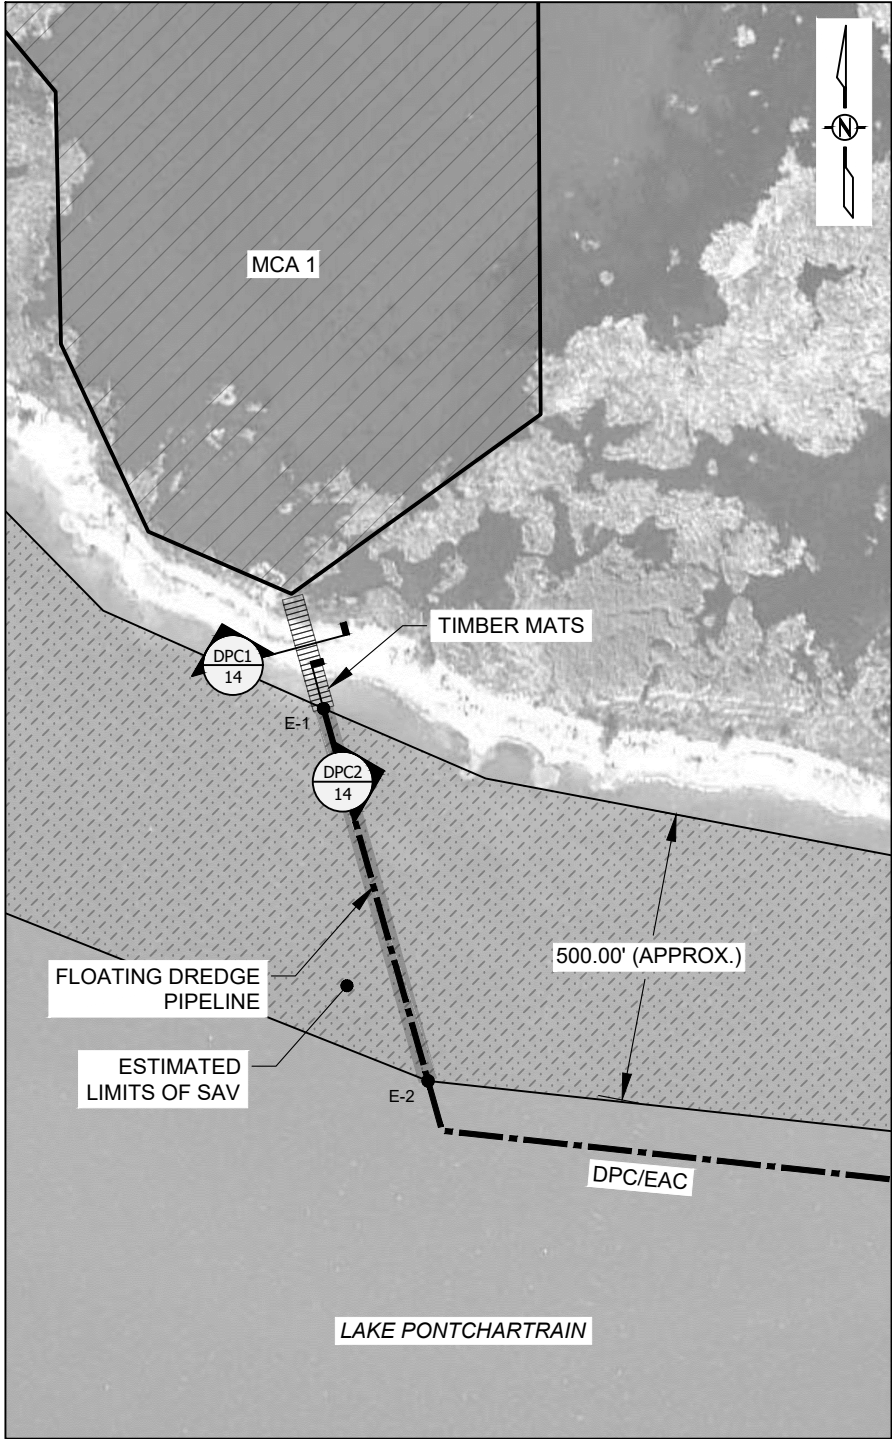 N
MCA 1
TIMBER MATS
DPC1
14
E-1
DPC2
14
500.00' (APPROX.)
FLOATING DREDGE
PIPELINE
ESTIMATED
LIMITS OF SAV
E-2
DPC/EAC
LAKE PONTCHARTRAIN